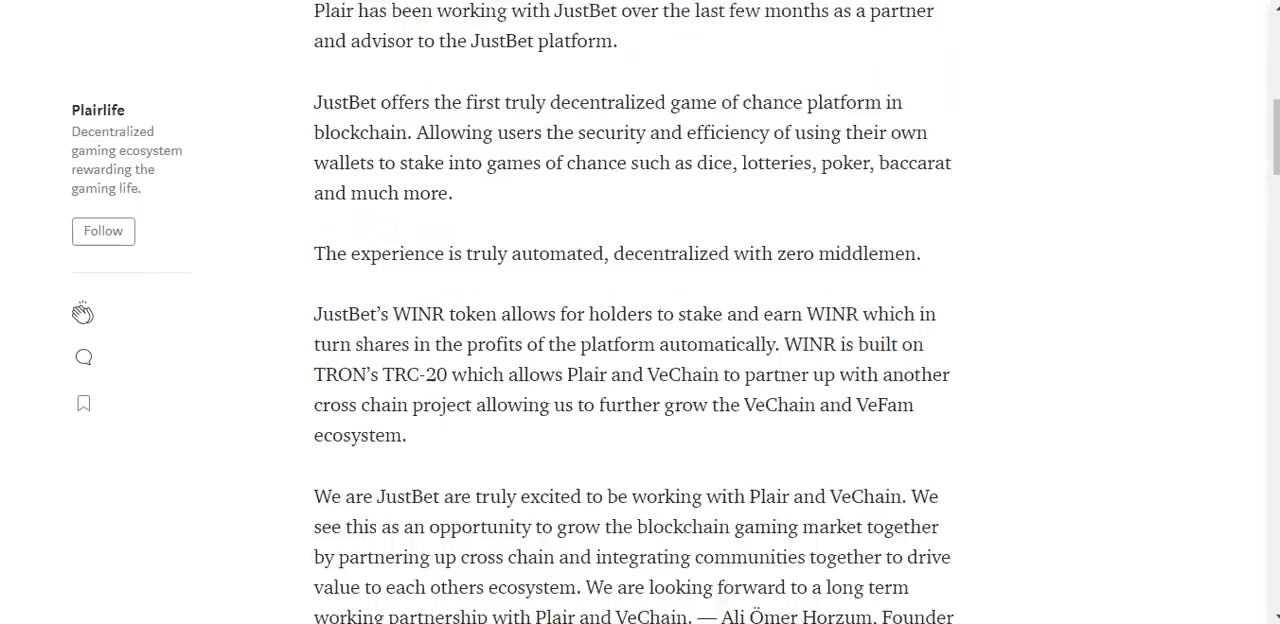 Plair has been working with JustBet over the last few months as a partner
and advisor to the JustBet platform.
Plairlife
Decentralized
gaming ecosystem
rewarding the
gaming life.
Follow
JustBet offers the first truly decentralized game of chance platform in
blockchain. Allowing users the security and efficiency of using their own
wallets to stake into games of chance such as dice, lotteries, poker, baccarat
and much more.
The experience is truly automated, decentralized with zero middlemen.
JustBet’s WINR token allows for holders to stake and earn WINR which in
turn shares in the profits of the platform automatically. WINR is built on
TRON’s TRC-20 which allows Plair and VeChain to partner up with another
cross chain project allowing us to further grow the VeChain and VeFam
ecosystem.
We are JustBet are truly excited to be working with Plair and VeChain. We
see this as an opportunity to grow the blockchain gaming market together
by partnering up cross chain and integrating communities together to drive
value to each others ecosystem. We are looking forward to a long term
working partnership with Plair and VeChain. — Ali Ömer Horzum, Founder